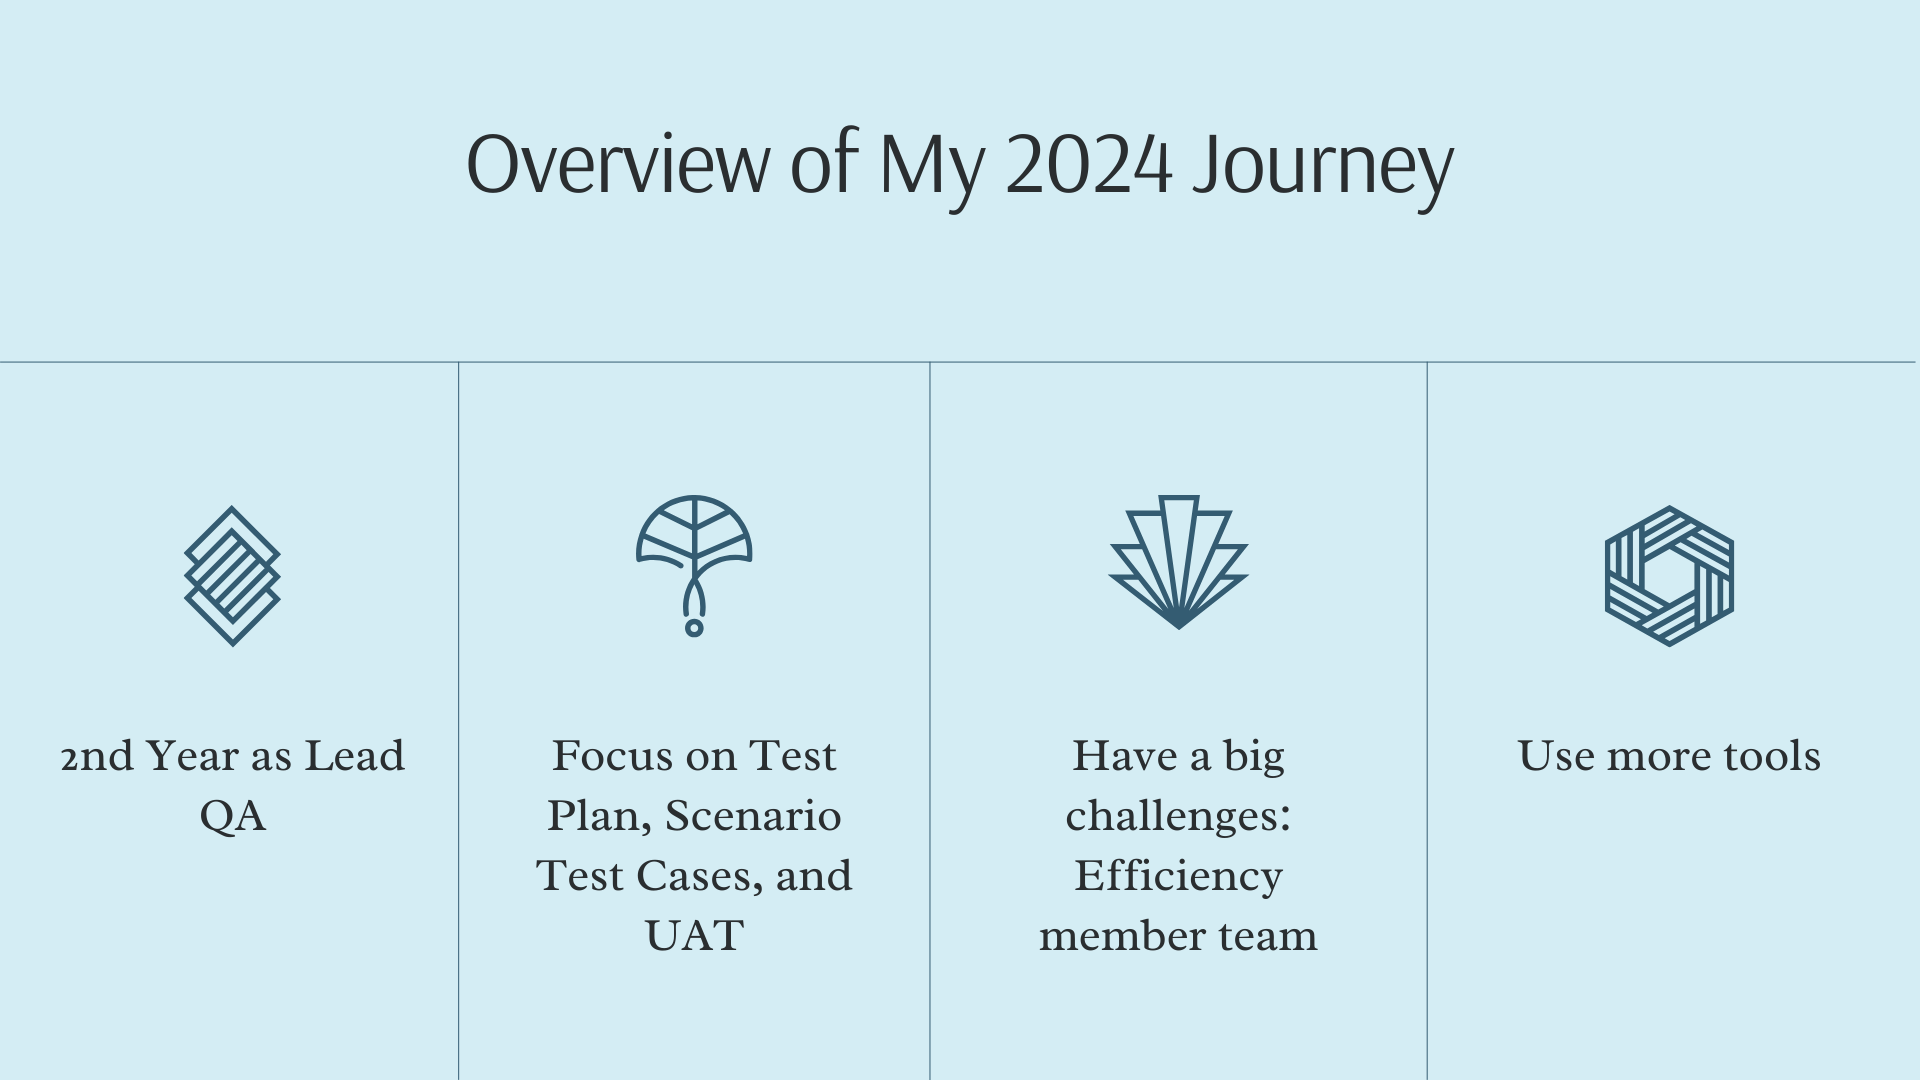 Overview of My 2024 Journey
2nd Year as Lead
QA
Focus on Test
Plan, Scenario
Test Cases, and
UAT
Have a big
challenges:
Efficiency
member team
Use more tools